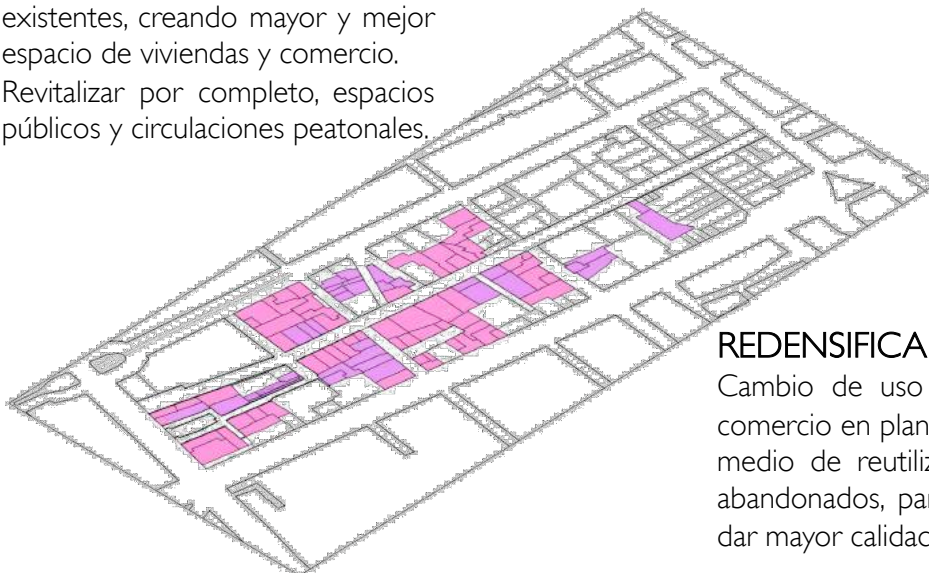 existentes, creando mayor y mejor
espacio de viviendas y comercio.
Revitalizar por completo, espacios
públicos y circulaciones peatonales.
REDENSIFICA
Cambio de uso
comercio en plan
medio de reutiliz
abandonados, par
dar mayor calidad